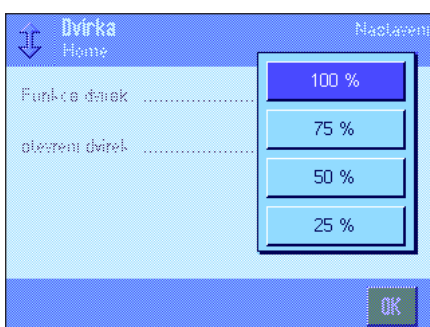 Dvířka
Nastavení
Home
100 %
Funkce dvířek
75 %
otevření dvířek
50 %
25 %
OK